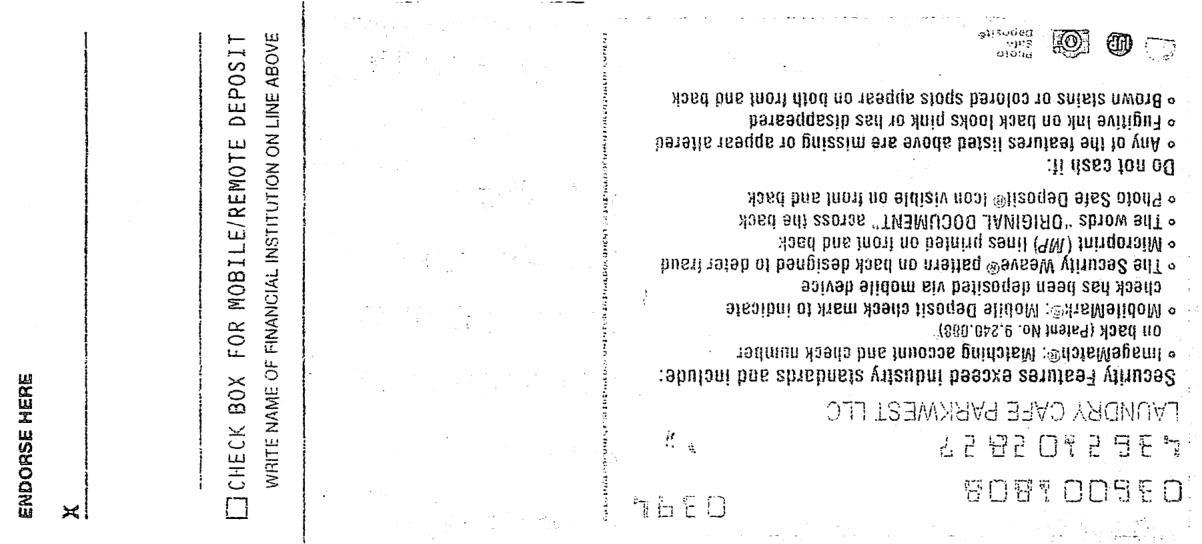 ENDORSE HERE
X
CHECK BOX FOR MOBILE/REMOTE DEPOSIT
WRITE NAME OF FINANCIAL INSTITUTION ON LINE ABOVE
036001808
0394
LAUNDRY CAFE PARKWEST LLC
Security Features exceed industry standards and include:
• ImageMatch®: Matching account and check number
on back (Patent No. 9,240,088)
• MobileMark®: Mobile Deposit check mark to indicate
check has been deposited via mobile device
• The Security Weave® pattern on back designed to deter fraud
• Microprint (MP) lines printed on front and back
• The words "ORIGINAL DOCUMENT" across the back
• Photo Safe Deposit® Icon visible on front and back
Do not cash if:
• Any of the features listed above are missing or appear altered
• Fugitive Ink on back looks pink or has disappeared
• Brown stains or colored spots appear on both front and back
Photo
Safe
Deposit®